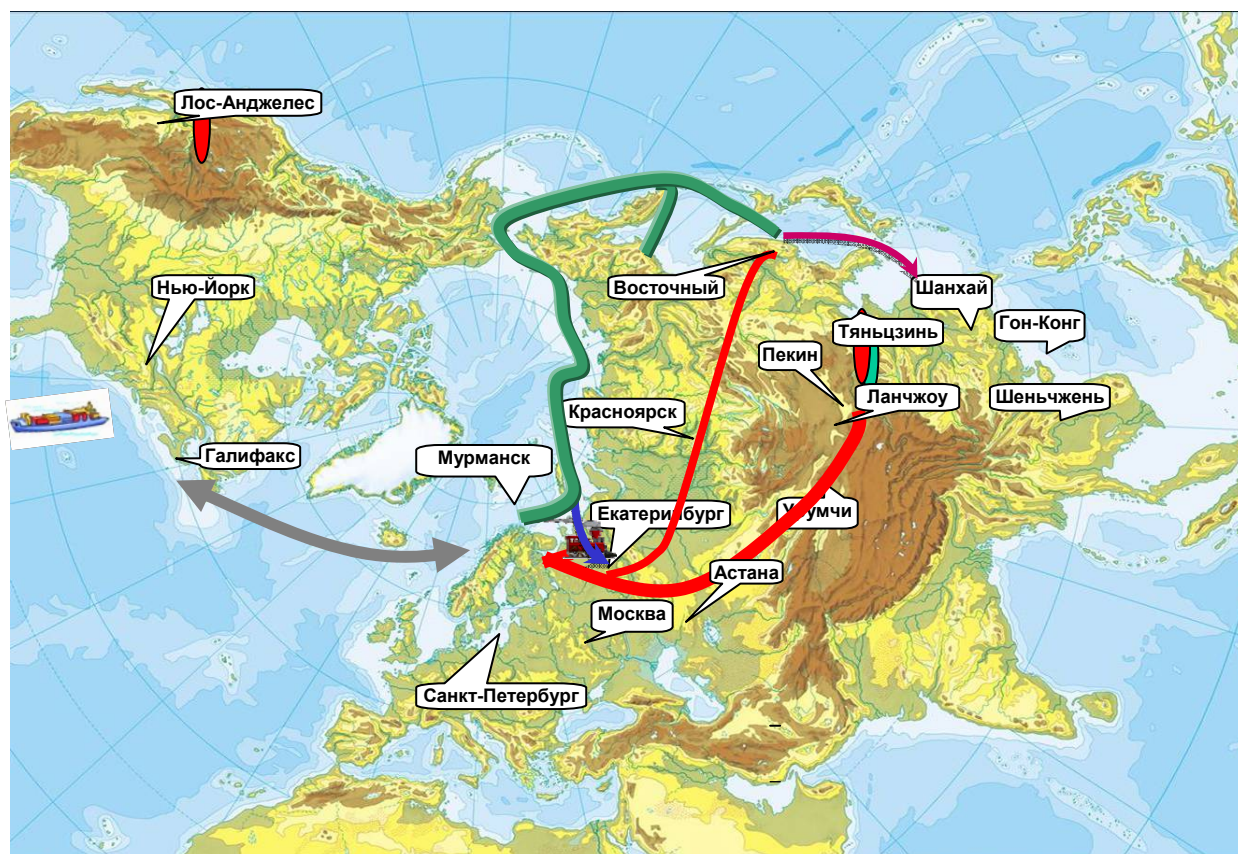 Лос-Анджелес
Нью-Йорк
Восточный
Шанхай
Гон-Конг
Тяньцзинь
Пекин
Ланчжоу
Шеньчжень
Красноярск
Галифакс
Мурманск
Екатеринбург
Астана
Москва
Санкт-Петербург